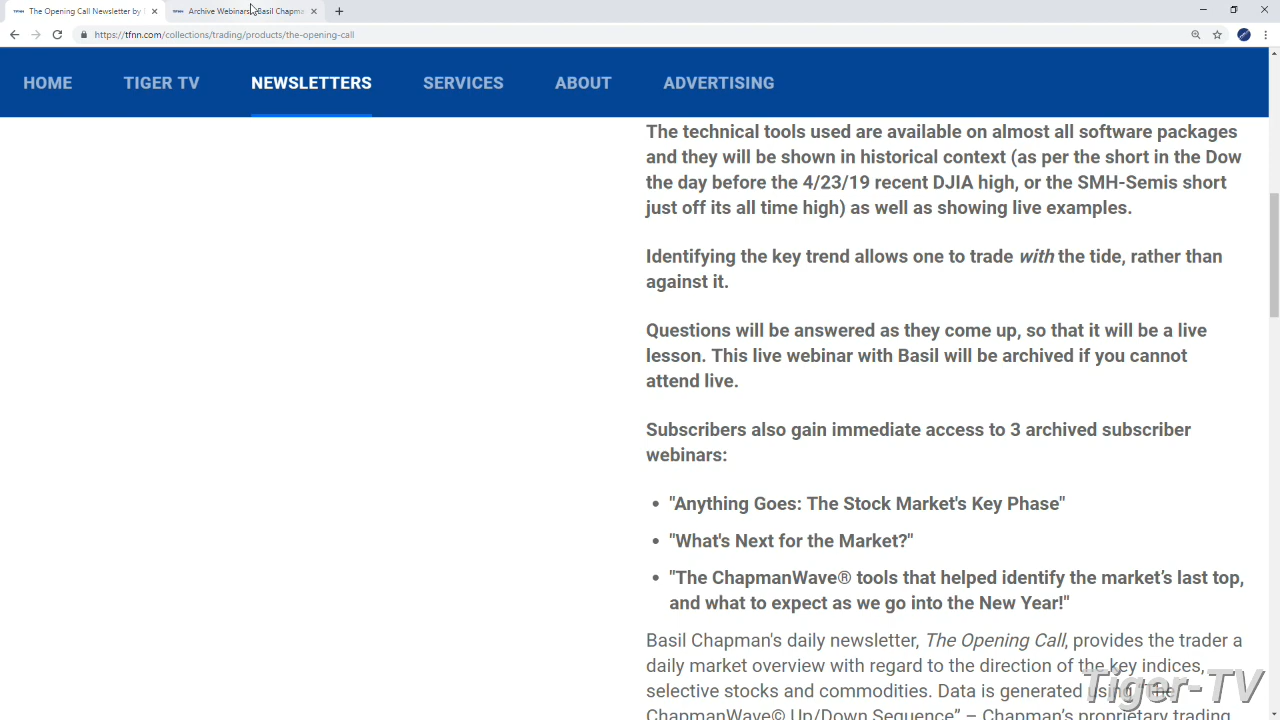 The Opening Call Newsletter by
Archive Webinars Basil Chapma
https://tfnn.com/collections/trading/products/the-opening-call
HOME
TIGER TV
NEWSLETTERS
SERVICES
ABOUT
ADVERTISING
The technical tools used are available on almost all software packages
and they will be shown in historical context (as per the short in the Dow
the day before the 4/23/19 recent DJIA high, or the SMH-Semis short
just off its all time high) as well as showing live examples.
Identifying the key trend allows one to trade with the tide, rather than
against it.
Questions will be answered as they come up, so that it will be a live
lesson. This live webinar with Basil will be archived if you cannot
attend live.
Subscribers also gain immediate access to 3 archived subscriber
webinars:
• "Anything Goes: The Stock Market's Key Phase"
• "What's Next for the Market?"
• "The ChapmanWave® tools that helped identify the market’s last top,
and what to expect as we go into the New Year!"
Basil Chapman's daily newsletter, The Opening Call, provides the trader a
daily market overview with regard to the direction of the key indices,
selective stocks and commodities. Data is generated using "The
ChapmanWave© Up/Down Sequence” – Chapman’s proprietary trading
Tiger-TV